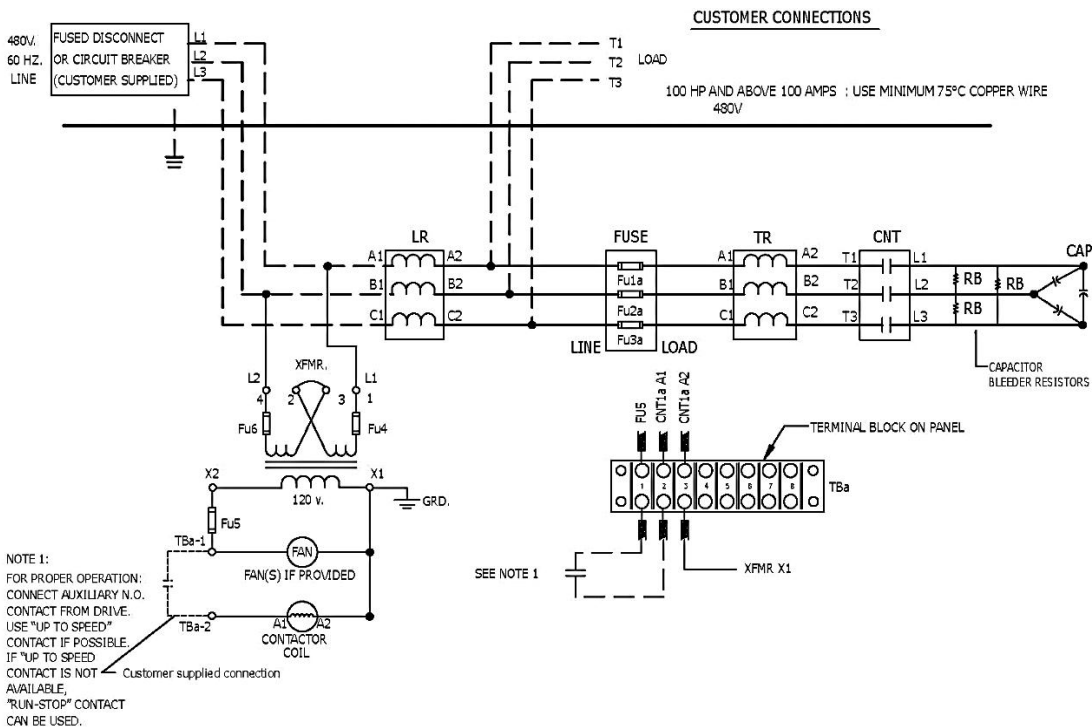 CUSTOMER CONNECTIONS
480V.
60 HZ.
LINE
FUSED DISCONNECT
OR CIRCUIT BREAKER
(CUSTOMER SUPPLIED)
L1
L2
L3
T1
T2
T3
LOAD
100 HP AND ABOVE 100 AMPS : USE MINIMUM 75°C COPPER WIRE
480V
LR
FUSE
TR
CNT
CAP
A1 A2
B1 B2
C1 C2
Fu1a
Fu2a
Fu3a
LINE
LOAD
A1 A2
B1 B2
C1 C2
T1 L1
T2 L2
T3 L3
RB
RB
RB
CAPACITOR
BLEEDER RESISTORS
XFMR.
L2
4
2
3
L1
1
Fu6
Fu4
X2
X1
120 v.
GRD.
Fu5
TBa-1
FAN
FAN(S) IF PROVIDED
TBa-2
A1 A2
CONTACTOR
COIL
Customer supplied connection
NOTE 1:
FOR PROPER OPERATION:
CONNECT AUXILIARY N.O.
CONTACT FROM DRIVE.
USE "UP TO SPEED"
CONTACT IF POSSIBLE.
IF "UP TO SPEED
CONTACT IS NOT
AVAILABLE,
"RUN-STOP" CONTACT
CAN BE USED.
FU5
CNT1a A1
CNT1a A2
TERMINAL BLOCK ON PANEL
1 2 3 4 5 6 7 8
TBa
SEE NOTE 1
XFMR X1